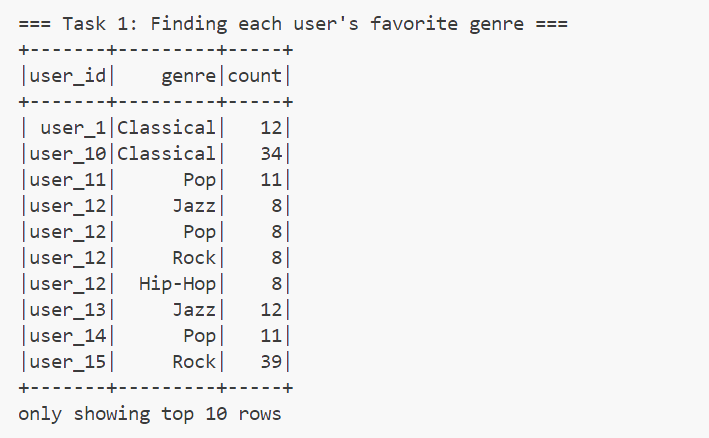 === Task 1: Finding each user's favorite genre ===
+-------+---------+-----+
|user_id|    genre|count|
+-------+---------+-----+
| user_1|Classical|   12|
|user_10|Classical|   34|
|user_11|      Pop|   11|
|user_12|     Jazz|    8|
|user_12|      Pop|    8|
|user_12|     Rock|    8|
|user_12|  Hip-Hop|    8|
|user_13|     Jazz|   12|
|user_14|      Pop|   11|
|user_15|     Rock|   39|
+-------+---------+-----+
only showing top 10 rows